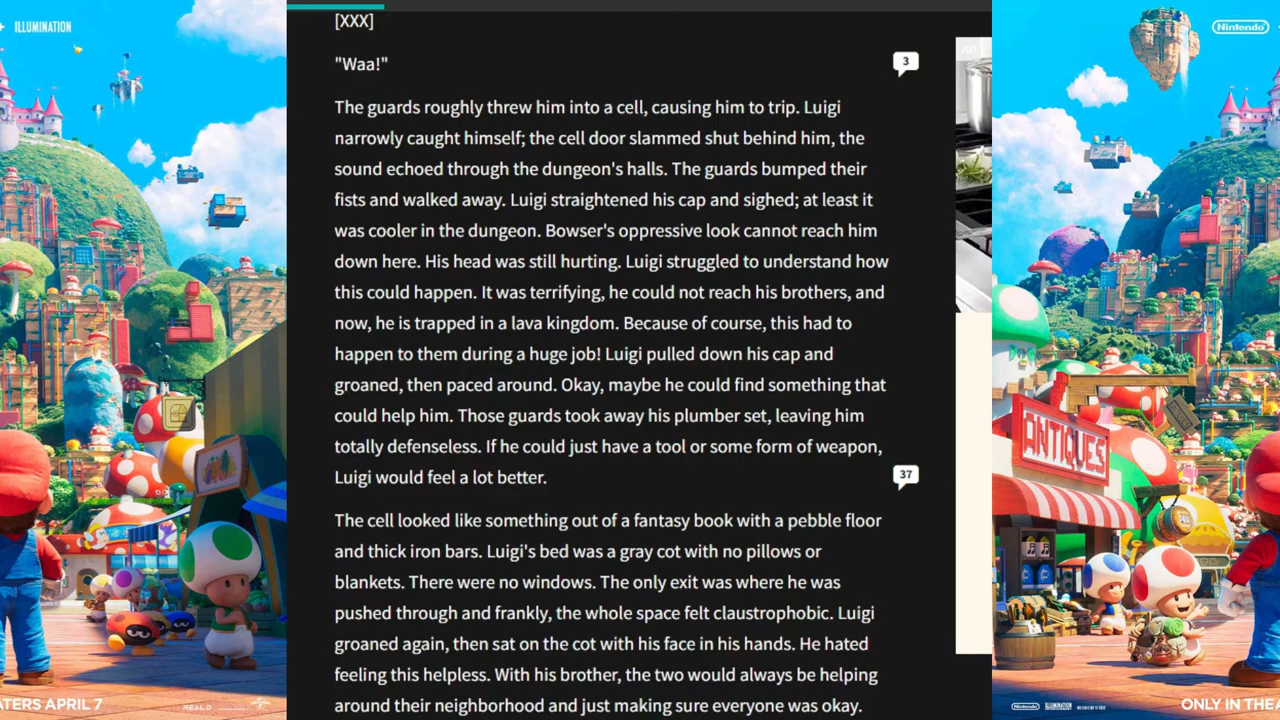 ILLUMINATION
[XXX]
"Waa!"
3
The guards roughly threw him into a cell, causing him to trip. Luigi
narrowly caught himself; the cell door slammed shut behind him, the
sound echoed through the dungeon's halls. The guards bumped their
fists and walked away. Luigi straightened his cap and sighed; at least it
was cooler in the dungeon. Bowser's oppressive look cannot reach him
down here. His head was still hurting. Luigi struggled to understand how
this could happen. It was terrifying, he could not reach his brothers, and
now, he is trapped in a lava kingdom. Because of course, this had to
happen to them during a huge job! Luigi pulled down his cap and
groaned, then paced around. Okay, maybe he could find something that
could help him. Those guards took away his plumber set, leaving him
totally defenseless. If he could just have a tool or some form of weapon,
Luigi would feel a lot better.
37
The cell looked like something out of a fantasy book with a pebble floor
and thick iron bars. Luigi's bed was a gray cot with no pillows or
blankets. There were no windows. The only exit was where he was
pushed through and frankly, the whole space felt claustrophobic. Luigi
groaned again, then sat on the cot with his face in his hands. He hated
feeling this helpless. With his brother, the two would always be helping
around their neighborhood and just making sure everyone was okay.
Ad
Nintendo
ANTIQUES
ATERS APRIL 7
REAL D
Nintendo
ILLUMINATION
ONLY IN THEA